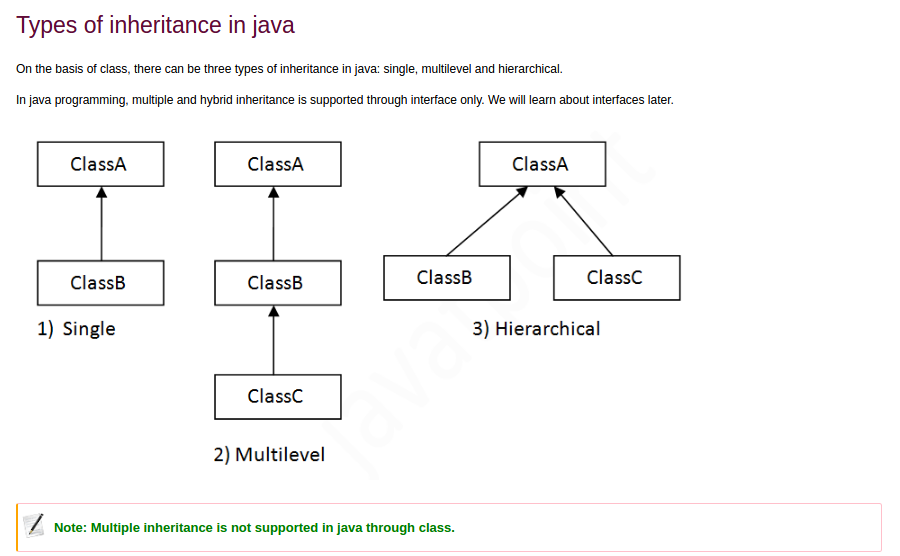 Types of inheritance in java
On the basis of class, there can be three types of inheritance in java: single, multilevel and hierarchical.
In java programming, multiple and hybrid inheritance is supported through interface only. We will learn about interfaces later.
ClassA
ClassB
1) Single
ClassA
ClassB
ClassC
2) Multilevel
ClassA
ClassB
ClassC
3) Hierarchical
Note: Multiple inheritance is not supported in java through class.